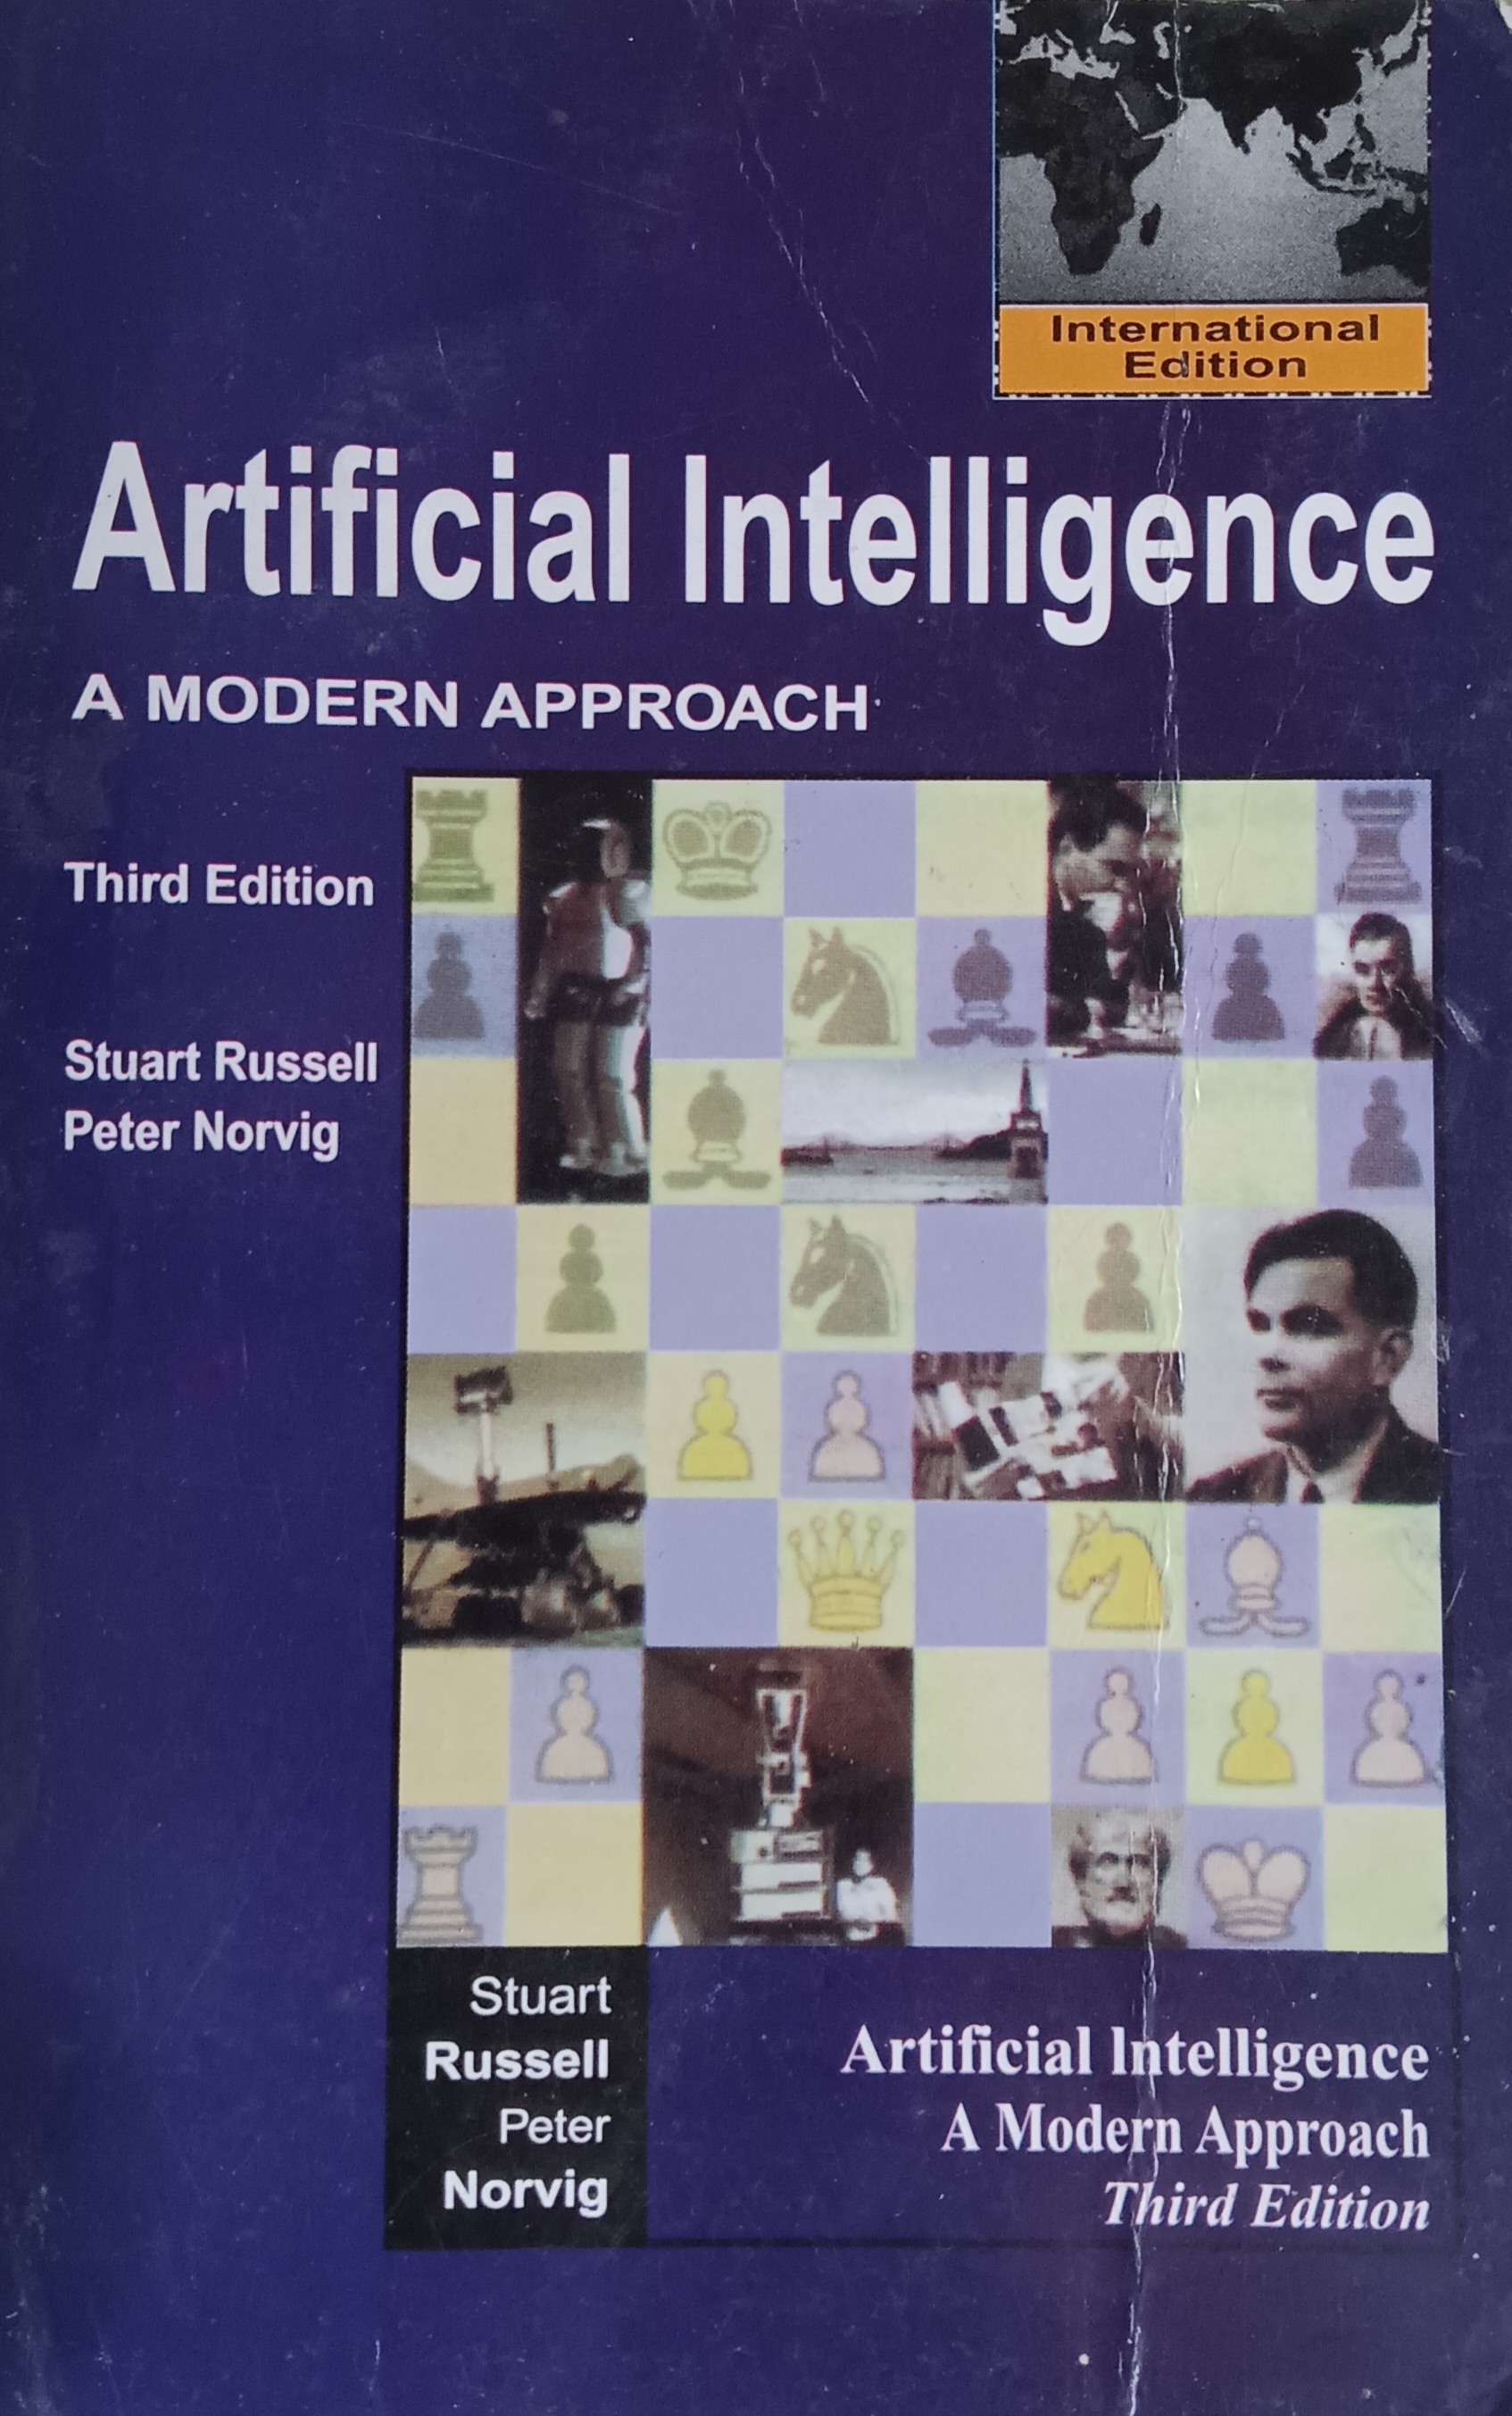 International
Edition
Artificial Intelligence
A MODERN APPROACH
Third Edition
Stuart Russell
Peter Norvig
Stuart
Russell
Peter
Norvig
Artificial Intelligence
A Modern Approach
Third Edition